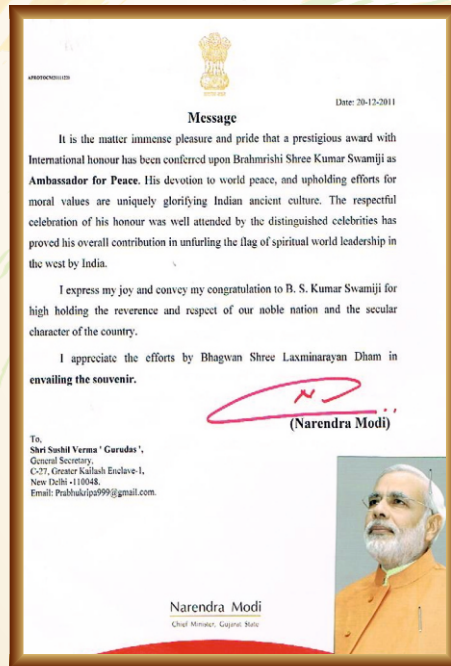 Date: 20-12-2011
Message
It is the matter immense pleasure and pride that a prestigious award with
International honour has been conferred upon Brahmrishi Shree Kumar Swamiji as
Ambassador for Peace. His devotion to world peace, and upholding efforts for
moral values are uniquely glorifying Indian ancient culture. The respectful
celebration of his honour was well attended by the distinguished celebrities has
proved his overall contribution in unfurling the flag of spiritual world leadership in
the west by India.
I express my joy and convey my congratulation to B. S. Kumar Swamiji for
high holding the reverence and respect of our noble nation and the secular
character of the country.
I appreciate the efforts by Bhagwan Shree Laxminarayan Dham in
envailing the souvenir.
(Narendra Modi)
To,
Shri Sushil Verma ' Gurudas ',
General Secretary,
C-27, Greater Kailash Enclave-1,
New Delhi -110048.
Email: Prabhukripa999@gmail.com.
Narendra Modi
Chief Minister, Gujarat State